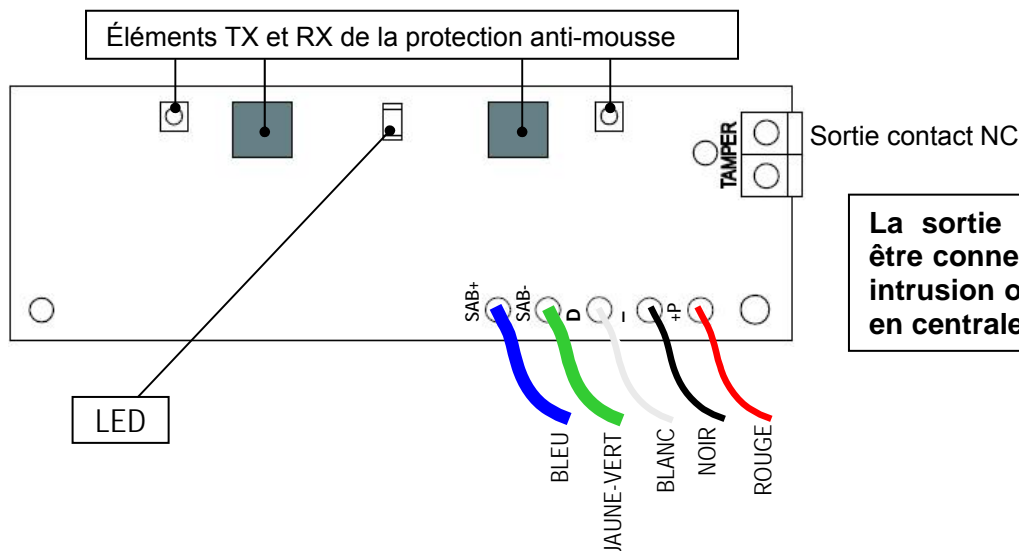 Éléments TX et RX de la protection anti-mousse
TAMPER
Sortie contact NC
La sortie
être conne
intrusion o
en centrale
SAB+
SAB-
D
–
+P
LED
BLEU
JAUNE-VERT
BLANC
NOIR
ROUGE